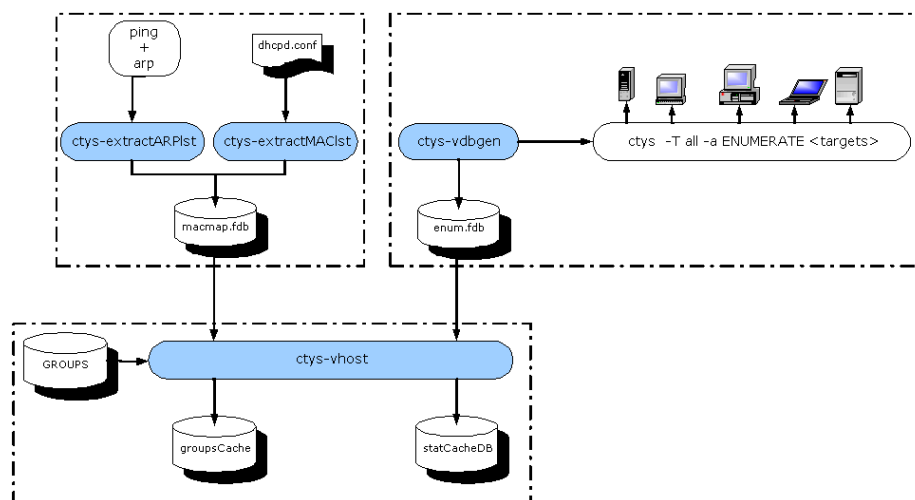 ping
+
arp
dhcpd.conf
ctys-extractARPlst
ctys-extractMAClst
macmap.fdb
ctys-vdbgen
ctys -T all -a ENUMERATE <targets>
enum.fdb
GROUPS
ctys-vhost
groupsCache
statCacheDB